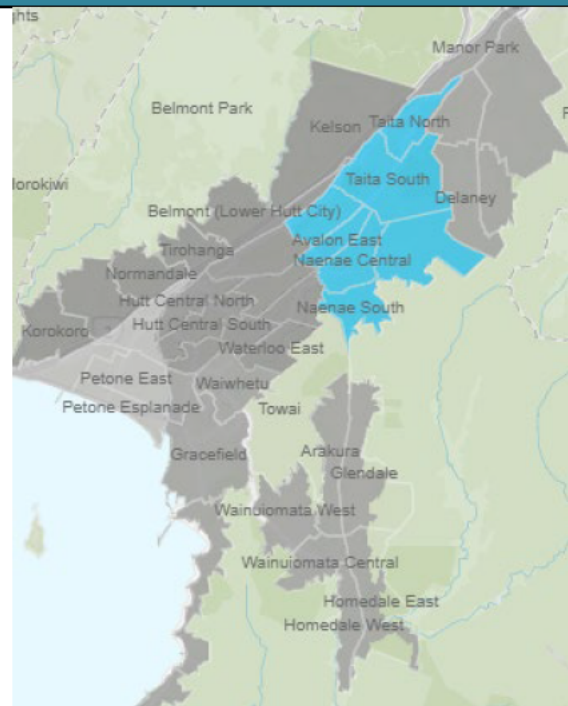 Manor Park
Belmont Park
Kelson
Taita North
Taita South
Delaney
Belmont (Lower Hutt City)
Avalon East
Tirohanga
Naenae Central
Normandale
Hutt Central North
Naenae South
Korokoro
Hutt Central South
Waterloo East
Petone East
Waiwhetu
Petone Esplanade
Towai
Gracefield
Arakura
Glendale
Wainuiomata West
Wainuiomata Central
Homedale East
Homedale West